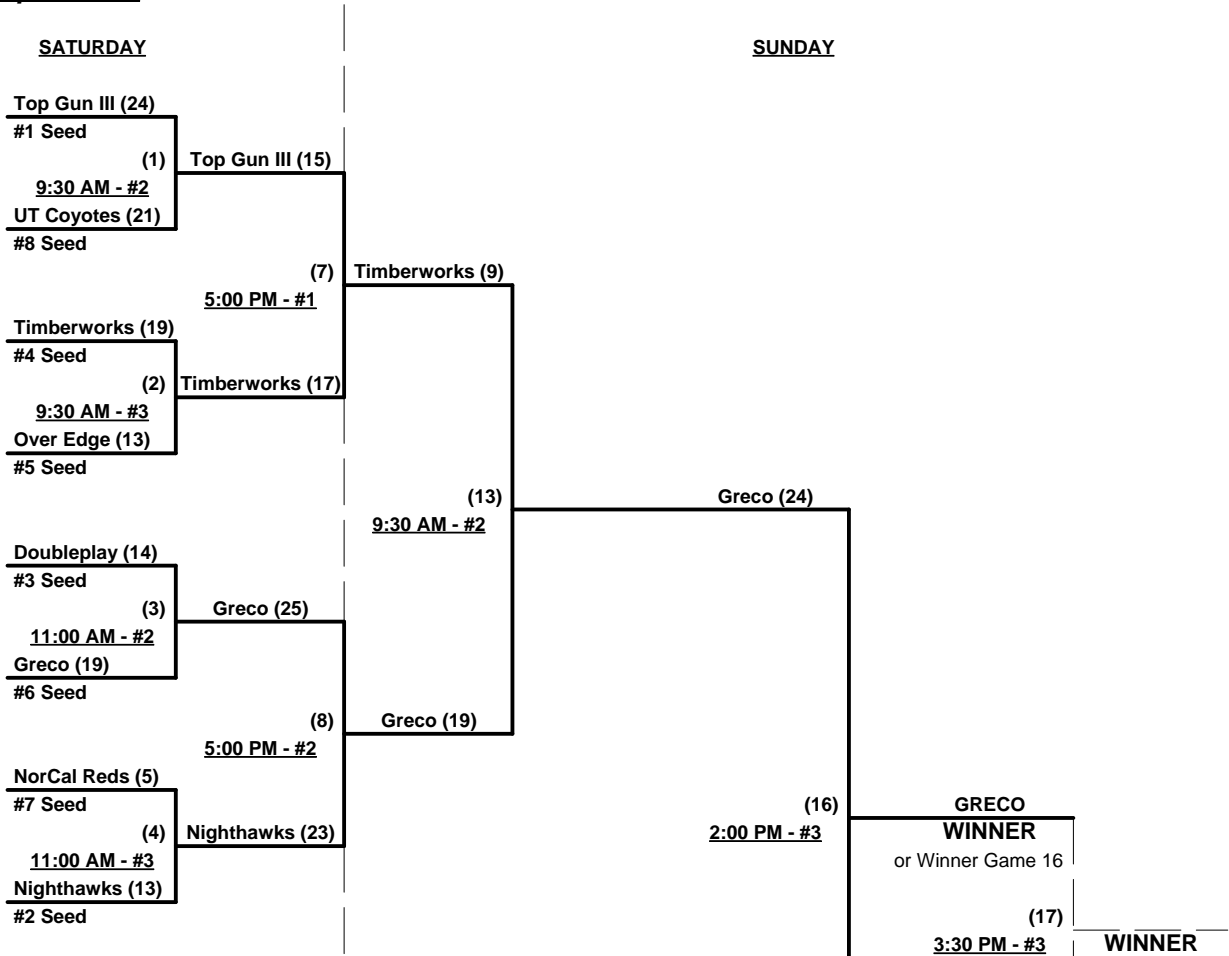 SATURDAY
SUNDAY
Top Gun III (24)
#1 Seed
(1)
Top Gun III (15)
9:30 AM - #2
UT Coyotes (21)
#8 Seed
(7)
Timberworks (9)
5:00 PM - #1
Timberworks (19)
#4 Seed
(2)
Timberworks (17)
9:30 AM - #3
Over Edge (13)
#5 Seed
(13)
Greco (24)
9:30 AM - #2
Doubleplay (14)
#3 Seed
(3)
Greco (25)
11:00 AM - #2
Greco (19)
#6 Seed
(8)
Greco (19)
5:00 PM - #2
NorCal Reds (5)
#7 Seed
(16)
GRECO
(4)
Nighthawks (23)
2:00 PM - #3
WINNER
11:00 AM - #3
or Winner Game 16
Nighthawks (13)
#2 Seed
(17)
3:30 PM - #3
WINNER